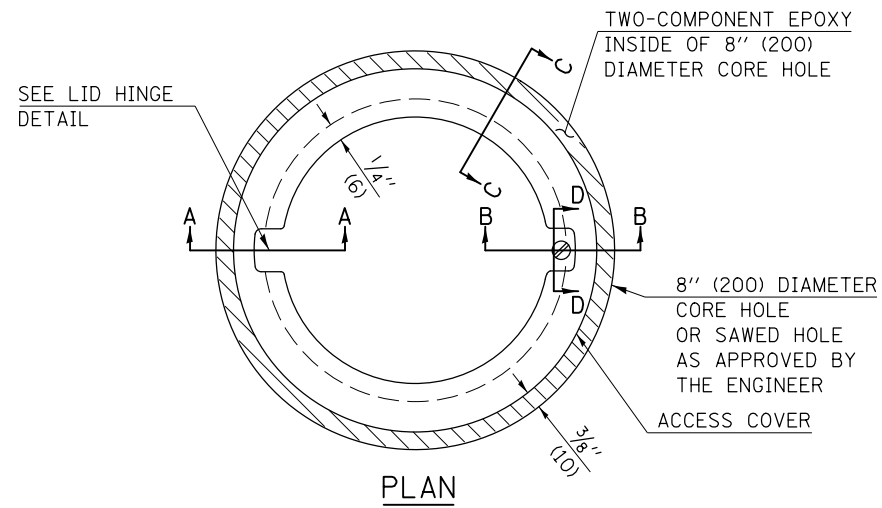 TWO-COMPONENT EPOXY
INSIDE OF 8'' (200)
DIAMETER CORE HOLE
SEE LID HINGE
DETAIL
C
C
1/4''
(6)
A
A
B
B
D
D
8'' (200) DIAMETER
CORE HOLE
OR SAWED HOLE
AS APPROVED BY
THE ENGINEER
ACCESS COVER
3/8''
(10)
PLAN